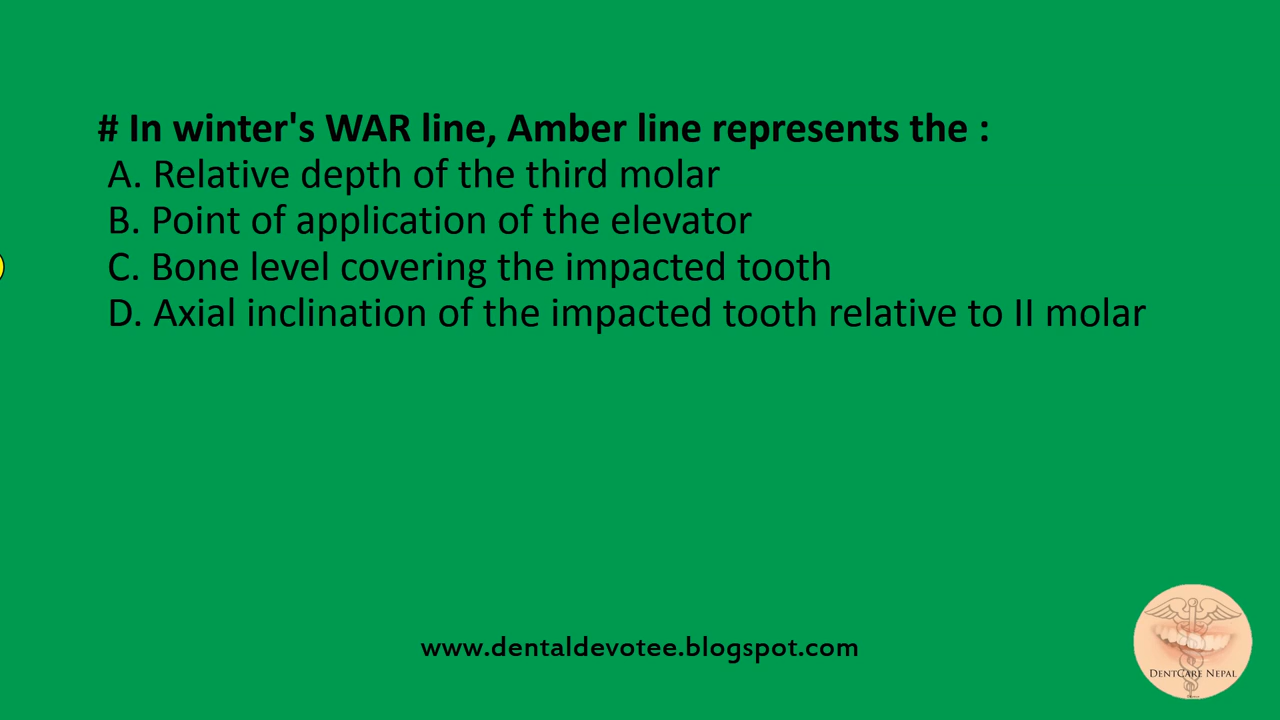 # In winter's WAR line, Amber line represents the :
A. Relative depth of the third molar
B. Point of application of the elevator
C. Bone level covering the impacted tooth
D. Axial inclination of the impacted tooth relative to II molar
www.dentaldevotee.blogspot.com
DENTCARE NEPAL